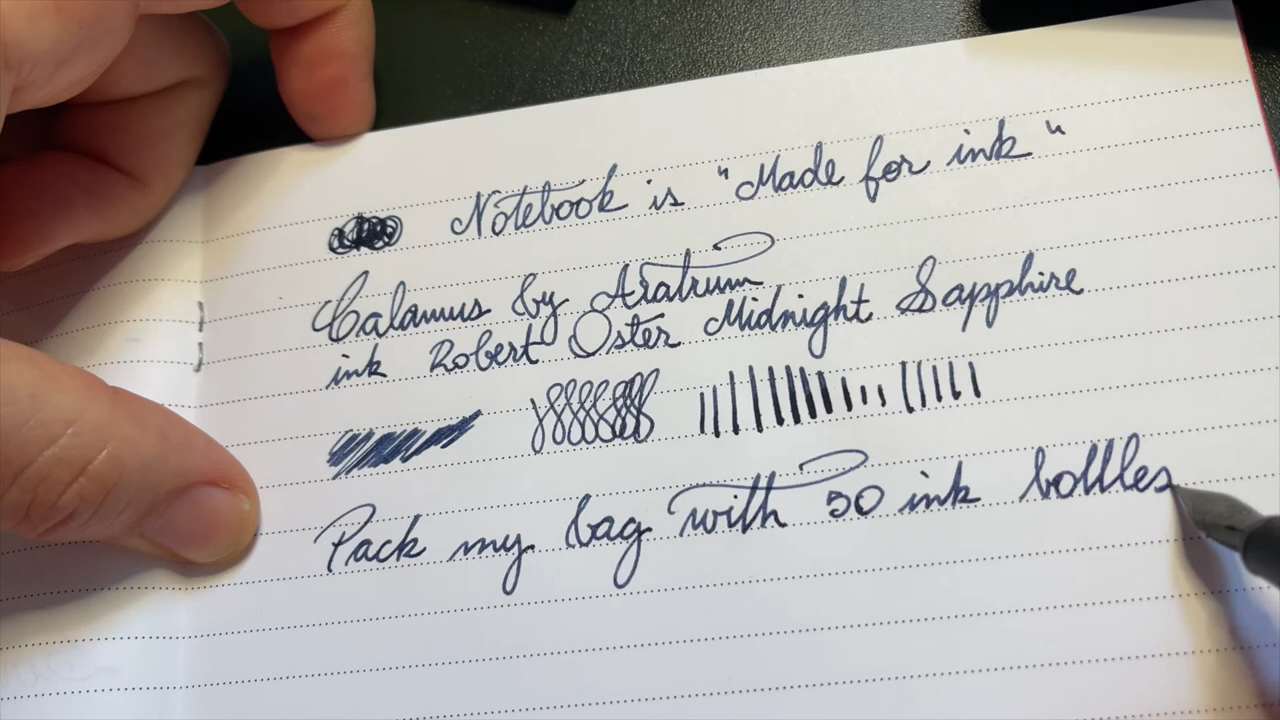 Notebook is "Made for ink"
Calamus by Aratrum
ink Robert Oster Midnight Sapphire
Pack my bag with 50 ink bottles